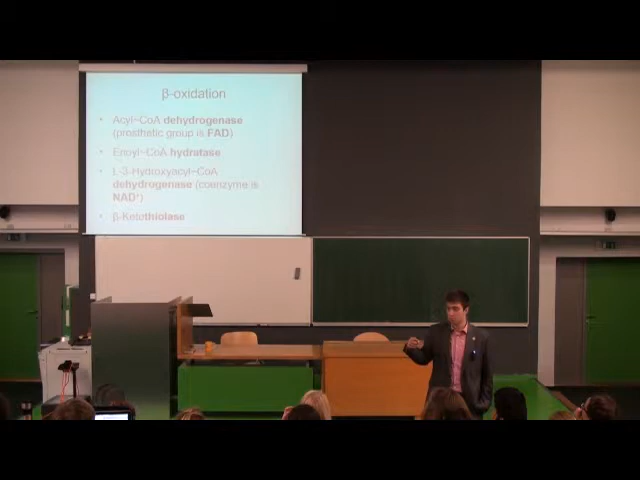 β-oxidation
• Acyl~CoA dehydrogenase
(prosthetic group is FAD)
• Enoyl~CoA hydratase
• L-3-Hydroxyacyl~CoA
dehydrogenase (coenzyme is
NAD⁺)
• β-Ketothiolase